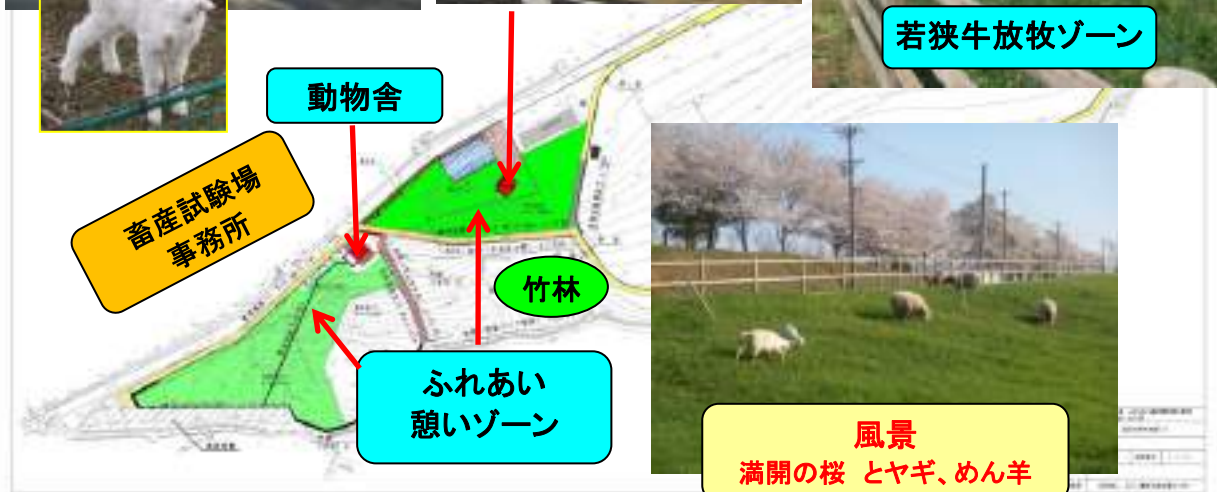 若狭牛放牧ゾーン
動物舎
畜産試験場
事務所
竹林
ふれあい
憩いゾーン
風景
満開の桜 とヤギ、めん羊